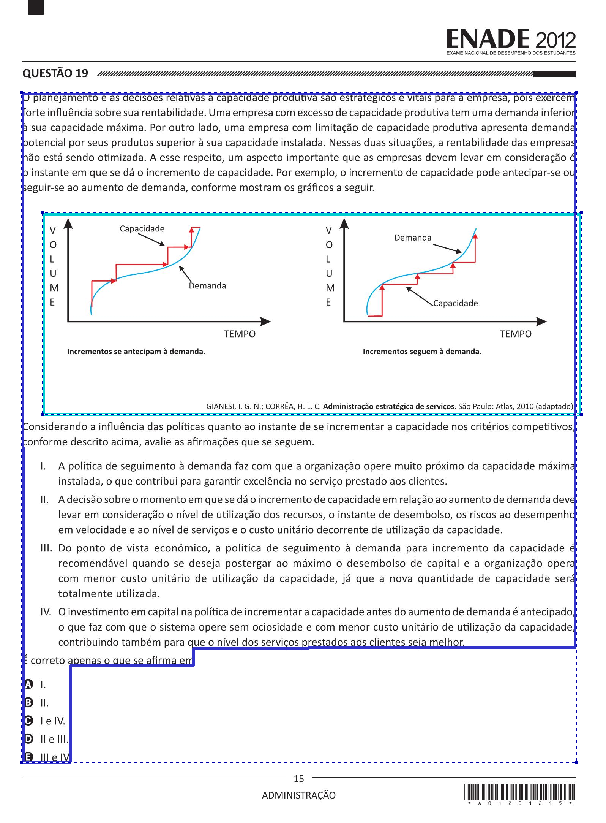 ENADE 2012
EXAME NACIONAL DE DESEMPENHO DOS ESTUDANTES
QUESTÃO 19
O planejamento e as decisões relativas à capacidade produtiva são estratégicos e vitais para a empresa, pois exercem
forte influência sobre sua rentabilidade. Uma empresa com excesso de capacidade produtiva tem uma demanda inferior
à sua capacidade máxima. Por outro lado, uma empresa com limitação de capacidade produtiva apresenta demanda
potencial por seus produtos superior à sua capacidade instalada. Nessas duas situações, a rentabilidade das empresas
não está sendo otimizada. A esse respeito, um aspecto importante que as empresas devem levar em consideração é
o instante em que se dá o incremento de capacidade. Por exemplo, o incremento de capacidade pode antecipar-se ou
seguir-se ao aumento de demanda, conforme mostram os gráficos a seguir.
VOLUME
Capacidade
Demanda
TEMPO
Incrementos se antecipam à demanda.
VOLUME
Demanda
Capacidade
TEMPO
Incrementos seguem à demanda.
GIANESI, I. G. N.; CORRÊA, H. L. C. Administração estratégica de serviços. São Paulo: Atlas, 2010 (adaptado).
Considerando a influência das políticas quanto ao instante de se incrementar a capacidade nos critérios competitivos,
conforme descrito acima, avalie as afirmações que se seguem.
I. A política de seguimento à demanda faz com que a organização opere muito próximo da capacidade máxima
instalada, o que contribui para garantir excelência no serviço prestado aos clientes.
II. A decisão sobre o momento em que se dá o incremento de capacidade em relação ao aumento de demanda deve
levar em consideração o nível de utilização dos recursos, o instante de desembolso, os riscos ao desempenho
em velocidade e ao nível de serviços e o custo unitário decorrente de utilização da capacidade.
III. Do ponto de vista econômico, a política de seguimento à demanda para incremento da capacidade é
recomendável quando se deseja postergar ao máximo o desembolso de capital e a organização opera
com menor custo unitário de utilização da capacidade, já que a nova quantidade de capacidade será
totalmente utilizada.
IV. O investimento em capital na política de incrementar a capacidade antes do aumento de demanda é antecipado,
o que faz com que o sistema opere sem ociosidade e com menor custo unitário de utilização da capacidade,
contribuindo também para que o nível dos serviços prestados aos clientes seja melhor.
É correto apenas o que se afirma em
A I.
B II.
C I e IV.
D II e III.
E III e IV
15
ADMINISTRAÇÃO